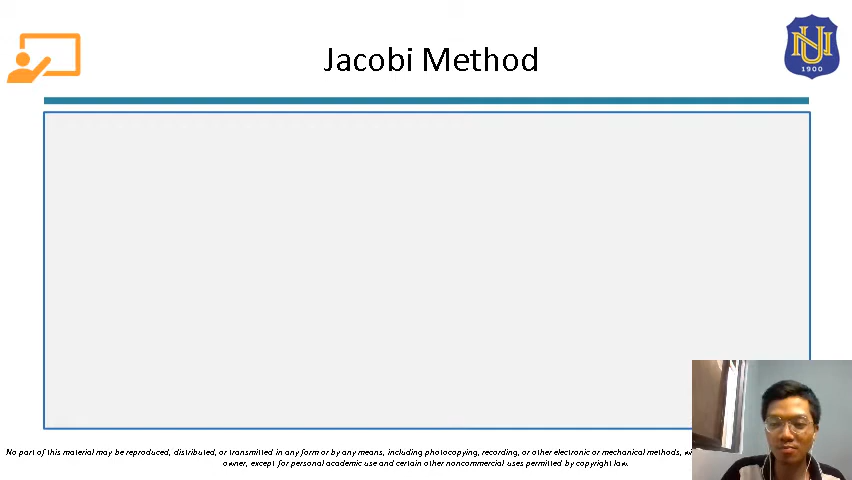 Jacobi Method
NU
1900
No part of this material may be reproduced, distributed, or transmitted in any form or by any means, including photocopying, recording, or other electronic or mechanical methods,
owner, except for personal academic use and certain other noncommercial uses permitted by copyright law.